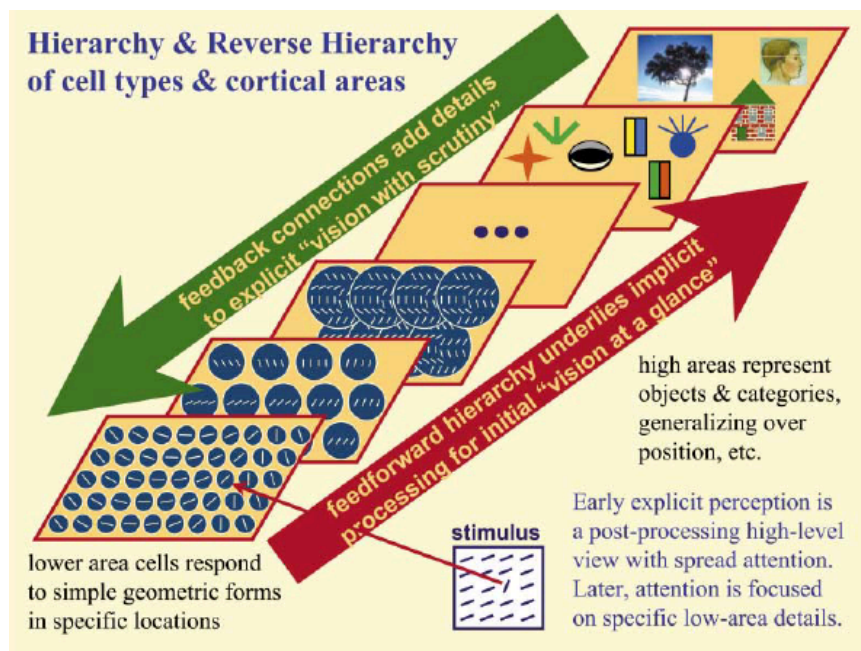 Hierarchy & Reverse Hierarchy
of cell types & cortical areas
feedback connections add details
to explicit “vision with scrutiny”
feedforward hierarchy underlies implicit
processing for initial “vision at a glance”
high areas represent
objects & categories,
generalizing over
position, etc.
stimulus
Early explicit perception is
a post-processing high-level
view with spread attention.
Later, attention is focused
on specific low-area details.
lower area cells respond
to simple geometric forms
in specific locations